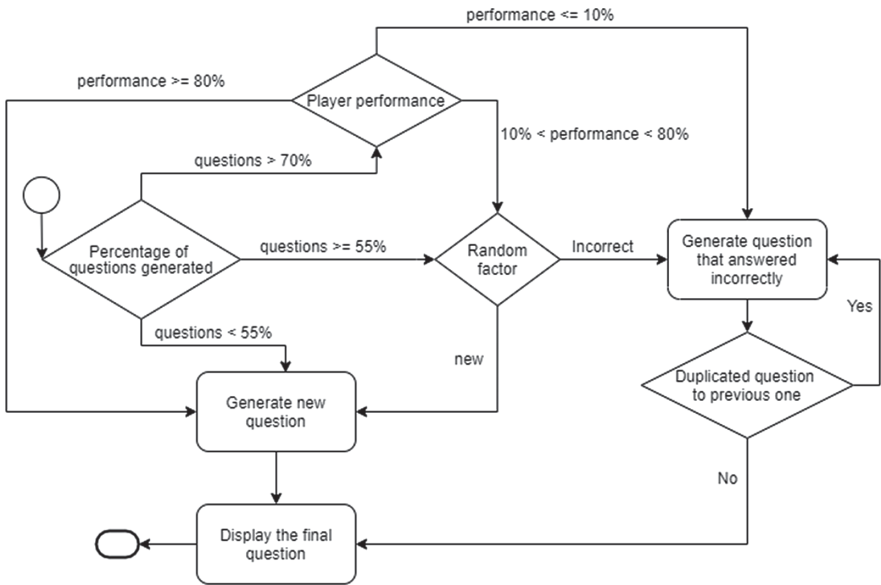 performance <= 10%
performance >= 80%
Player performance
10% < performance < 80%
questions > 70%
Percentage of
questions generated
questions >= 55%
Random
factor
Incorrect
Generate question
that answered
incorrectly
Yes
questions < 55%
new
Duplicated question
to previous one
Generate new
question
No
Display the final
question